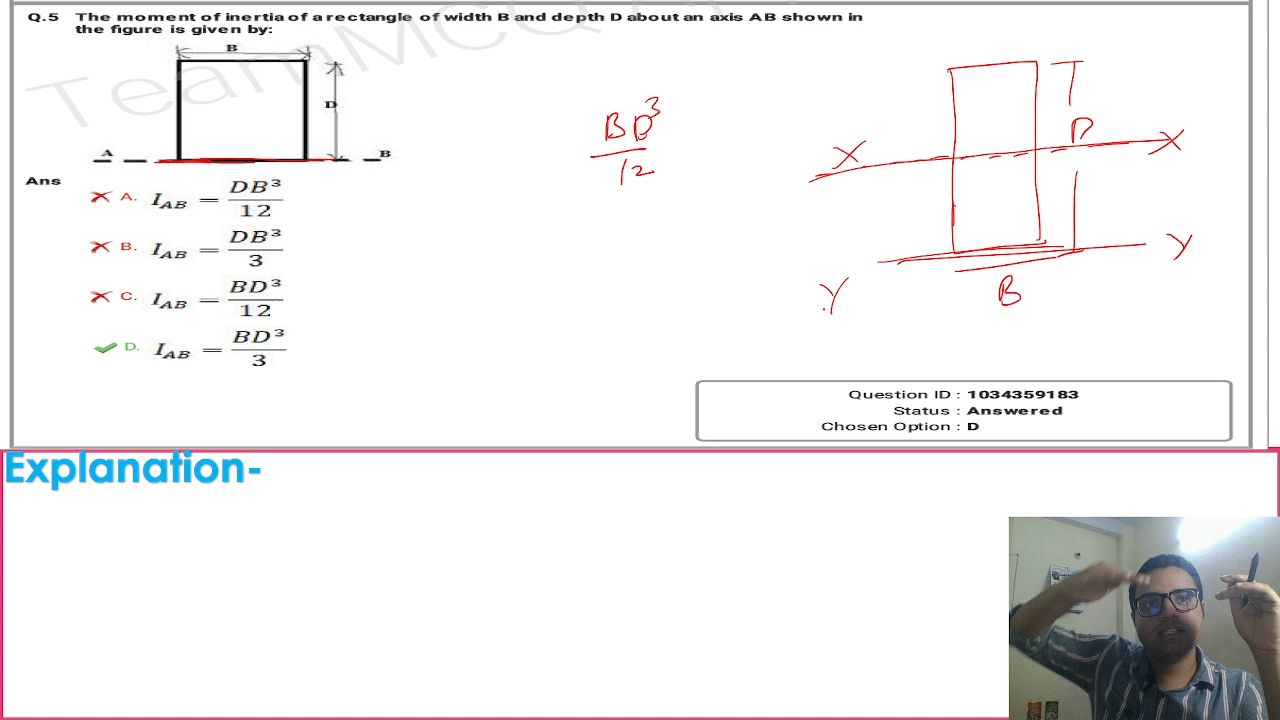 Q.5 The moment of inertia of a rectangle of width B and depth D about an axis AB shown in
the figure is given by:
TeamMCQ
B
D
A
B
Ans
A. I_AB = DB³/12
B. I_AB = DB³/3
C. I_AB = BD³/12
D. I_AB = BD³/3
BD³
12
D
X X
Y Y
B
Question ID : 1034359183
Status : Answered
Chosen Option : D
Explanation-